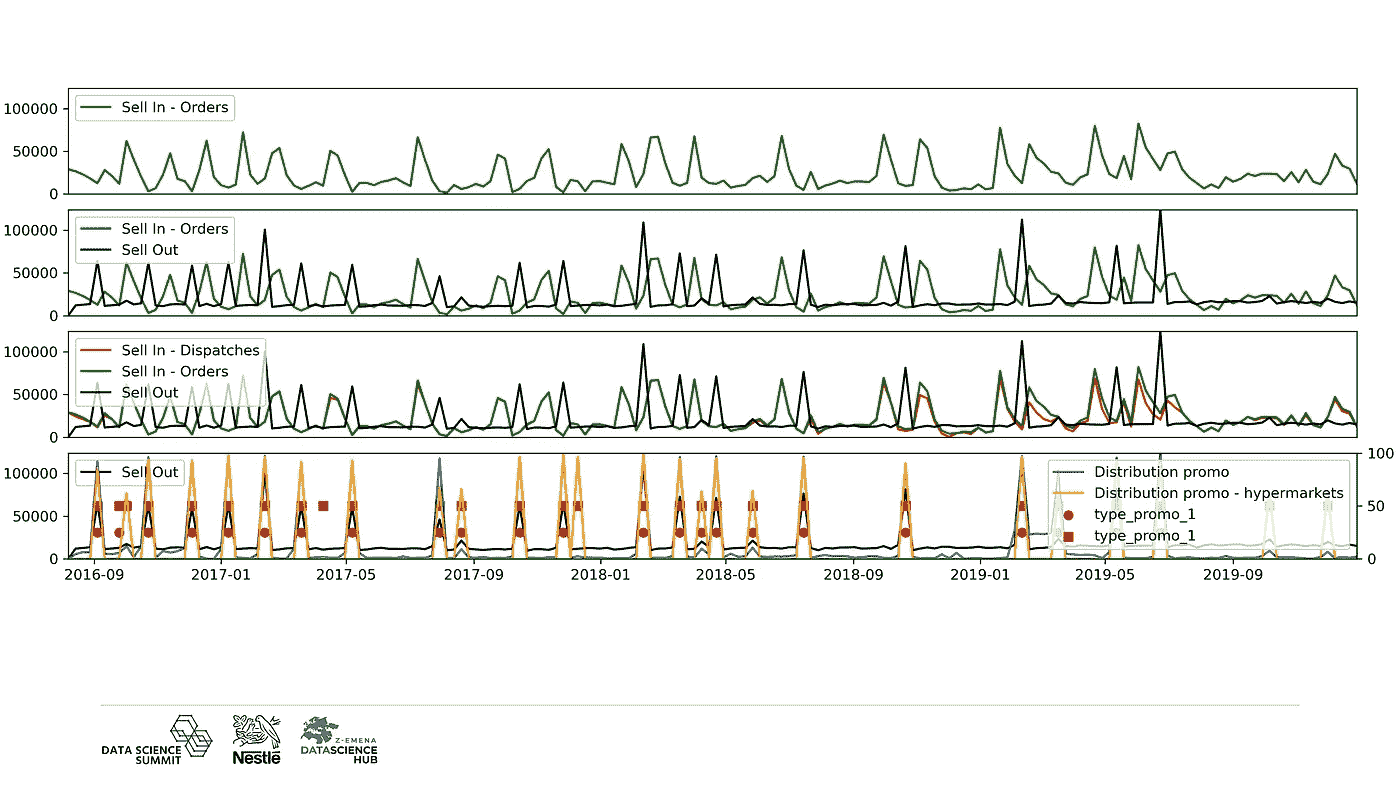 100000
50000
0
Sell In - Orders
100000
50000
0
Sell In - Orders
Sell Out
100000
50000
0
Sell In - Dispatches
Sell In - Orders
Sell Out
100000
50000
0
Sell Out
Distribution promo
Distribution promo - hypermarkets
type_promo_1
type_promo_1
100
50
0
2016-09 2017-01 2017-05 2017-09 2018-01 2018-05 2018-09 2019-01 2019-05 2019-09
DATA SCIENCE
SUMMIT
Nestlé
Z-EMENA
DATASCIENCE
HUB